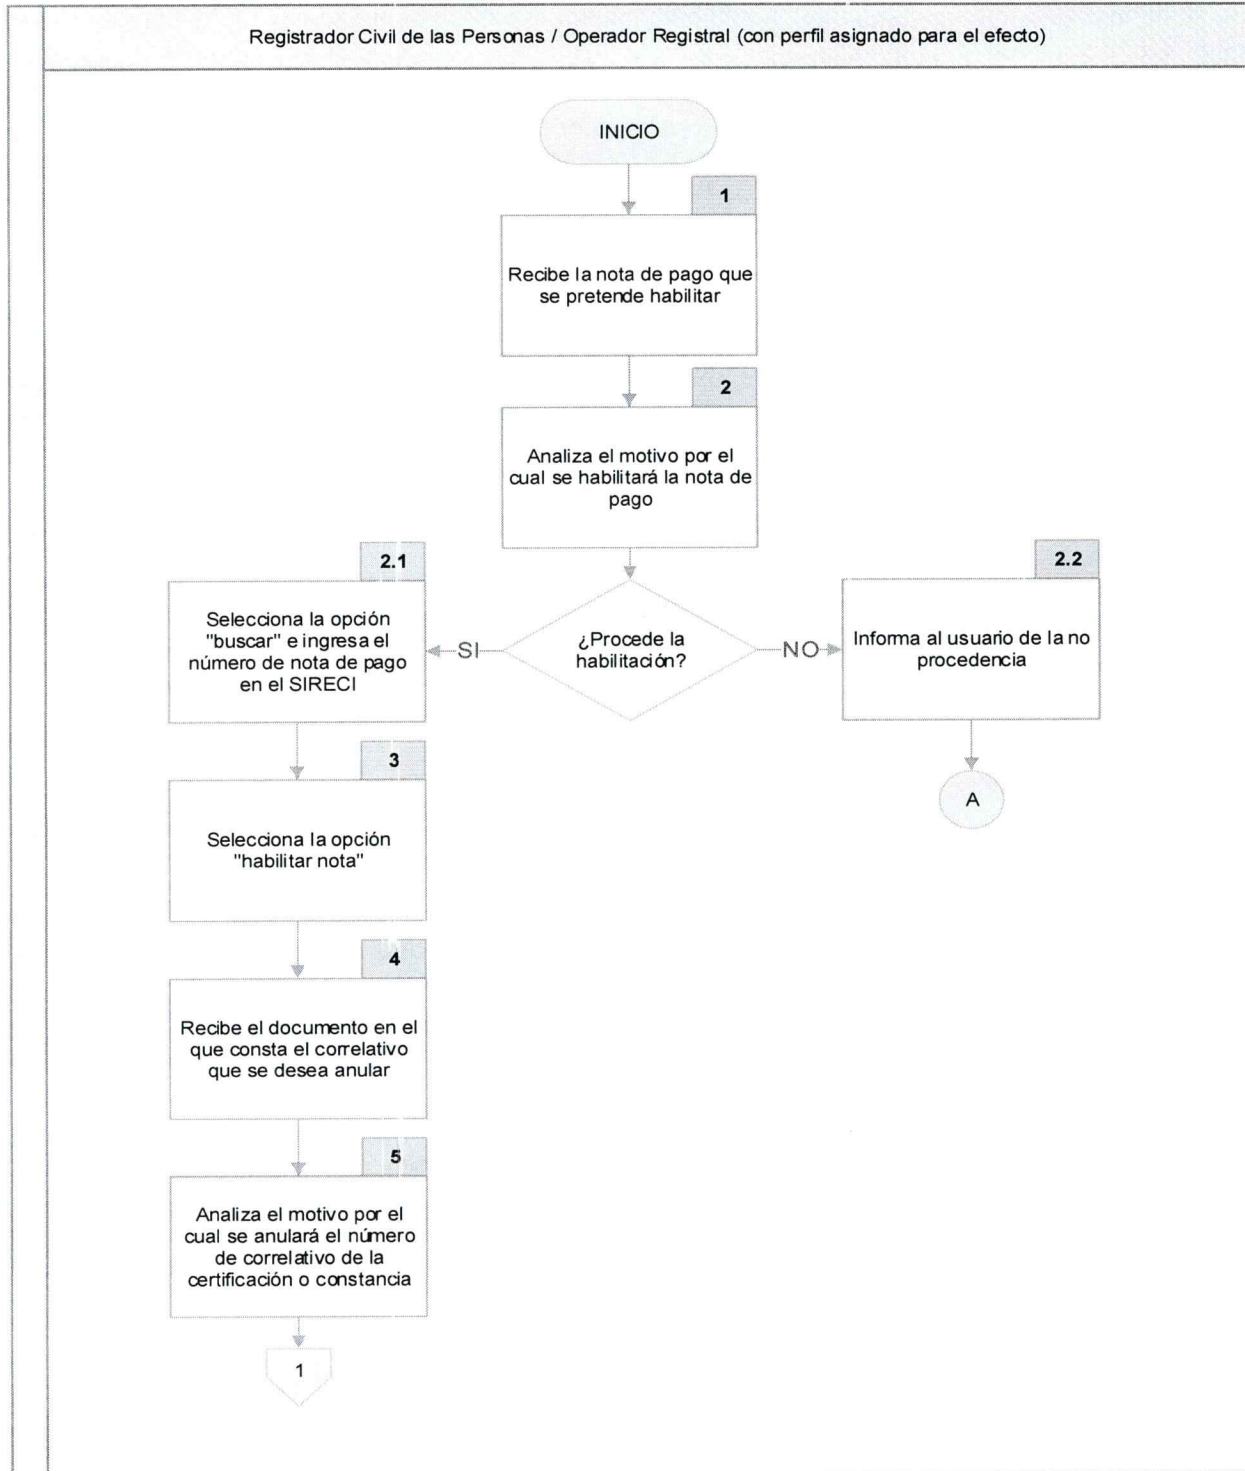 Registrador Civil de las Personas / Operador Registral (con perfil asignado para el efecto)
INICIO
1
Recibe la nota de pago que
se pretende habilitar
2
Analiza el motivo por el
cual se habilitará la nota de
pago
2.1
Selecciona la opción
"buscar" e ingresa el
número de nota de pago
en el SIRECI
SI
¿Procede la
habilitación?
NO
2.2
Informa al usuario de la no
procedencia
A
3
Selecciona la opción
"habilitar nota"
4
Recibe el documento en el
que consta el correlativo
que se desea anular
5
Analiza el motivo por el
cual se anulará el número
de correlativo de la
certificación o constancia
1